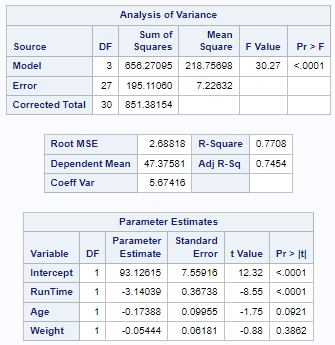 Analysis of Variance
Source DF Sum of Squares Mean Square F Value Pr > F
Model 3 656.27095 218.75698 30.27 <.0001
Error 27 195.11060 7.22632
Corrected Total 30 851.38154
Root MSE 2.68818 R-Square 0.7708
Dependent Mean 47.37581 Adj R-Sq 0.7454
Coeff Var 5.67416
Parameter Estimates
Variable DF Parameter Estimate Standard Error t Value Pr > |t|
Intercept 1 93.12615 7.55916 12.32 <.0001
RunTime 1 -3.14039 0.36738 -8.55 <.0001
Age 1 -0.17388 0.09955 -1.75 0.0921
Weight 1 -0.05444 0.06181 -0.88 0.3862